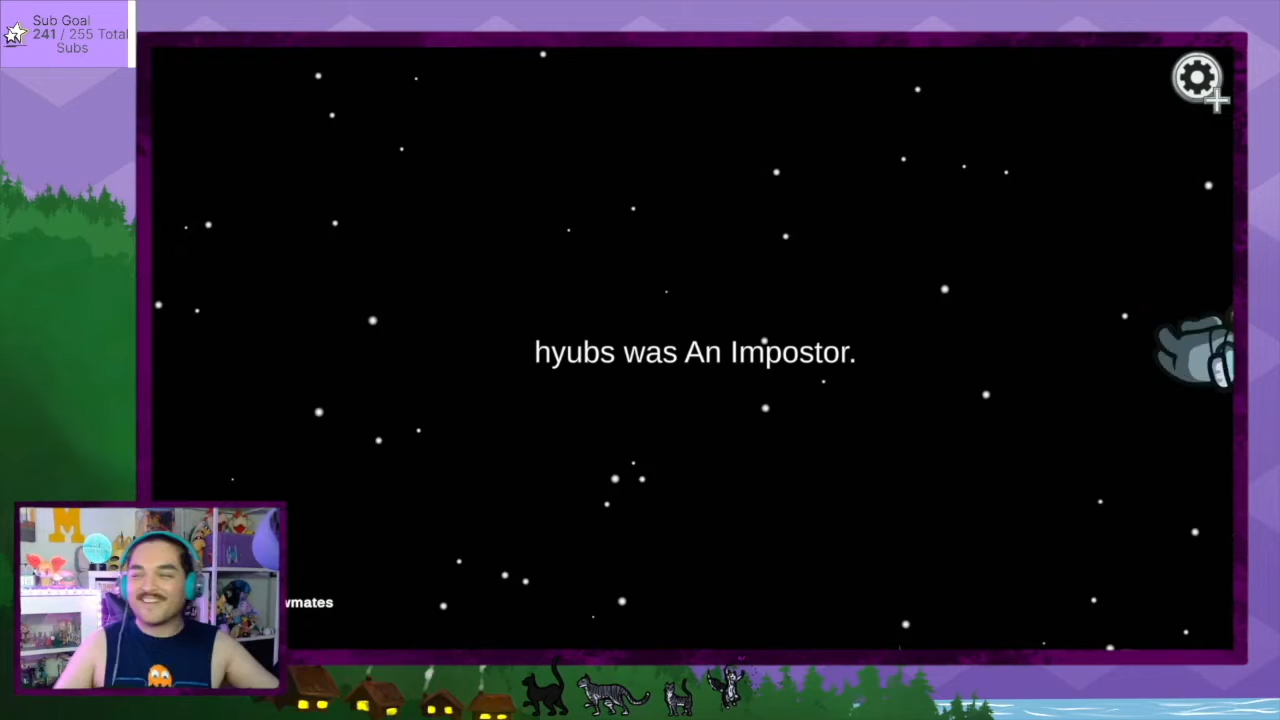 Sub Goal
241 / 255 Total
Subs
hyubs was An Impostor.
wmates
M